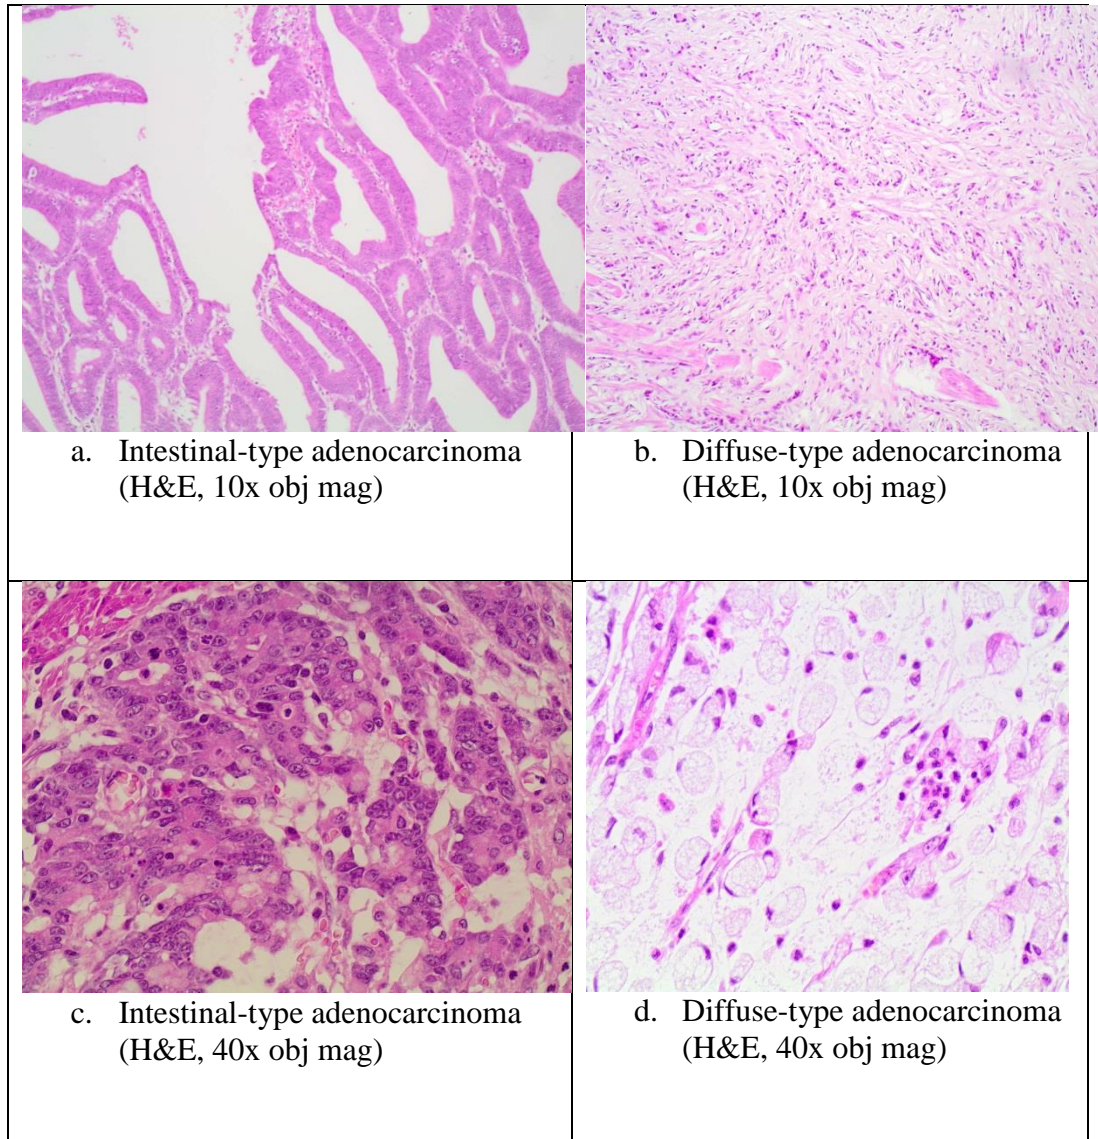 a. Intestinal-type adenocarcinoma
(H&E, 10x obj mag)
b. Diffuse-type adenocarcinoma
(H&E, 10x obj mag)
c. Intestinal-type adenocarcinoma
(H&E, 40x obj mag)
d. Diffuse-type adenocarcinoma
(H&E, 40x obj mag)